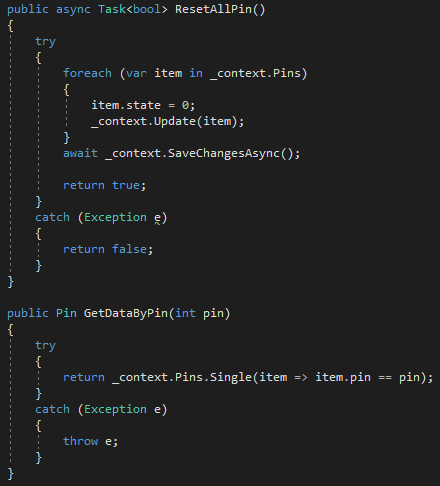 public async Task<bool> ResetAllPin()
{
    try
    {
        foreach (var item in _context.Pins)
        {
            item.state = 0;
            _context.Update(item);
        }
        await _context.SaveChangesAsync();

        return true;
    }
    catch (Exception e)
    {
        return false;
    }
}

public Pin GetDataByPin(int pin)
{
    try
    {
        return _context.Pins.Single(item => item.pin == pin);
    }
    catch (Exception e)
    {
        throw e;
    }
}